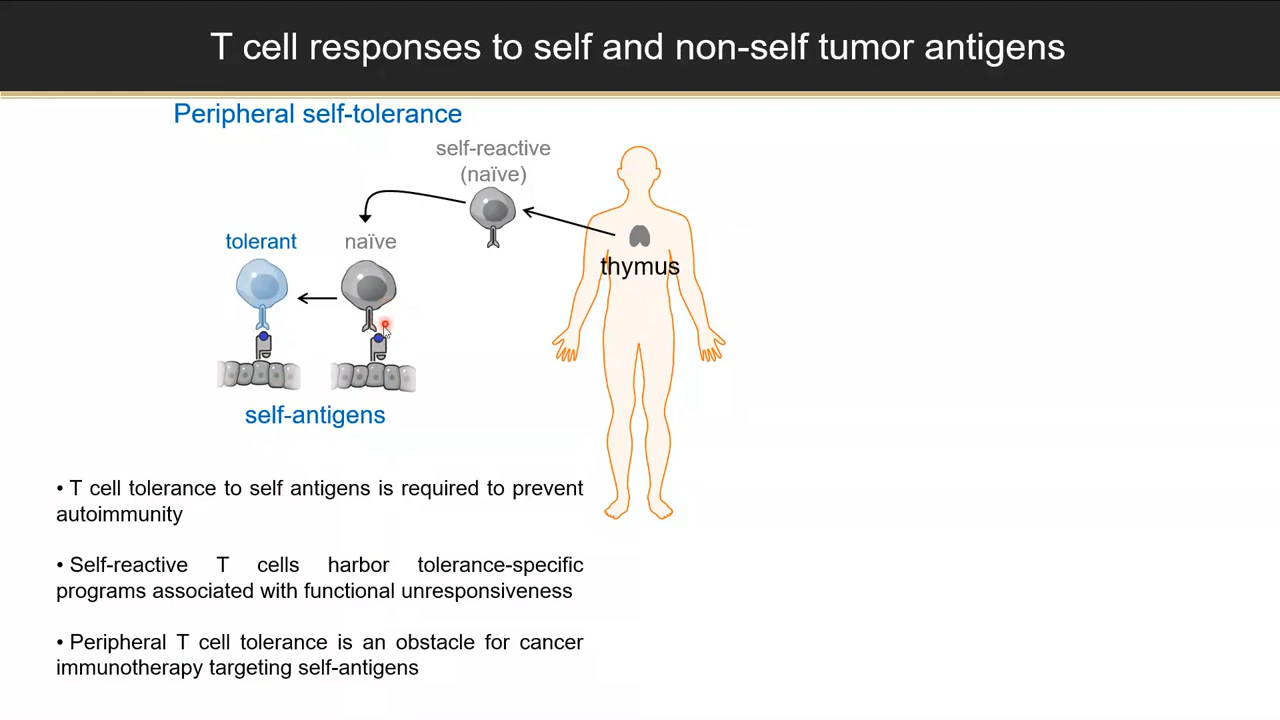 T cell responses to self and non-self tumor antigens
Peripheral self-tolerance
self-reactive
(naïve)
tolerant
naïve
thymus
self-antigens
• T cell tolerance to self antigens is required to prevent
autoimmunity
• Self-reactive T cells harbor tolerance-specific
programs associated with functional unresponsiveness
• Peripheral T cell tolerance is an obstacle for cancer
immunotherapy targeting self-antigens